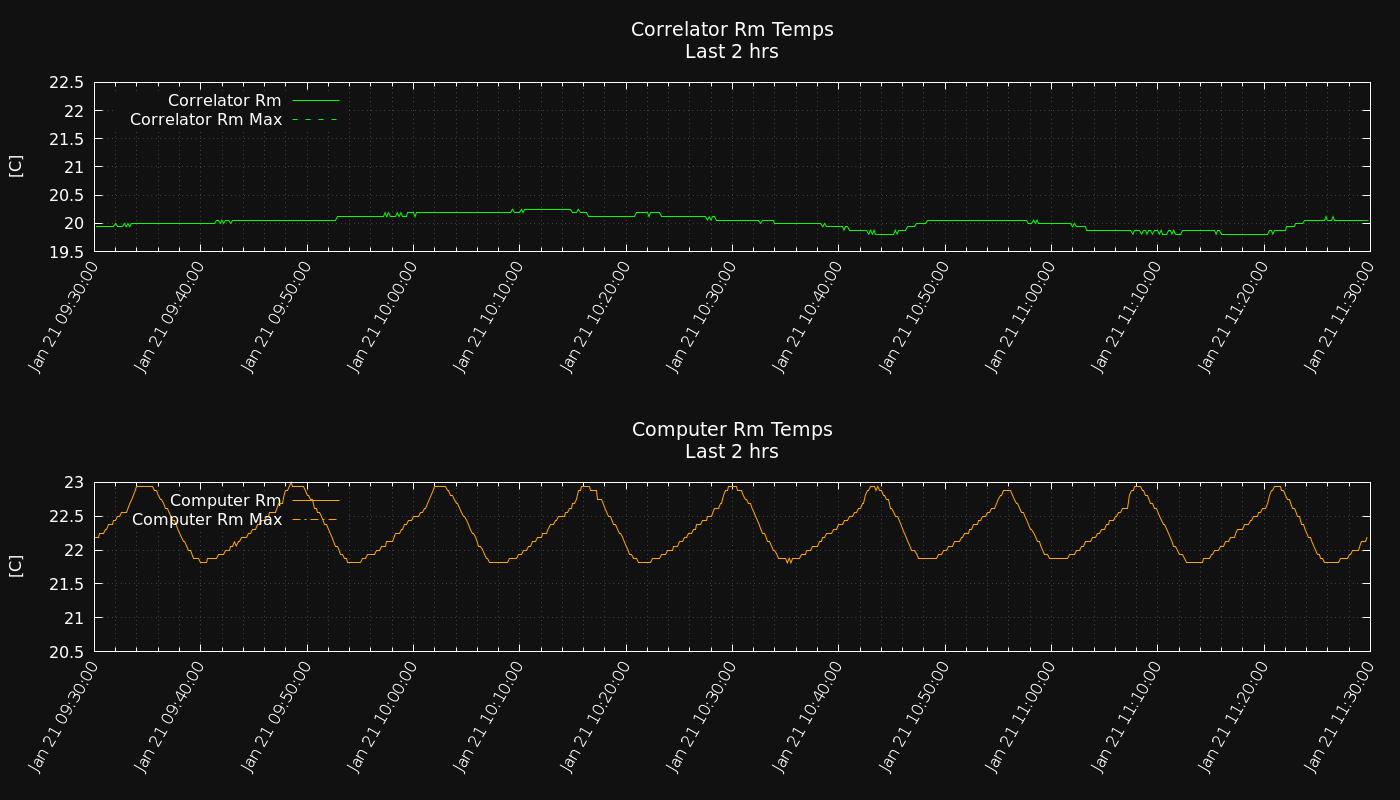 Correlator Rm Temps
Last 2 hrs
22.5
22
21.5
21
20.5
20
19.5
[C]
Correlator Rm
Correlator Rm Max
Jan 21 09:30:00
Jan 21 09:40:00
Jan 21 09:50:00
Jan 21 10:00:00
Jan 21 10:10:00
Jan 21 10:20:00
Jan 21 10:30:00
Jan 21 10:40:00
Jan 21 10:50:00
Jan 21 11:00:00
Jan 21 11:10:00
Jan 21 11:20:00
Jan 21 11:30:00
Computer Rm Temps
Last 2 hrs
23
22.5
22
21.5
21
20.5
[C]
Computer Rm
Computer Rm Max
Jan 21 09:30:00
Jan 21 09:40:00
Jan 21 09:50:00
Jan 21 10:00:00
Jan 21 10:10:00
Jan 21 10:20:00
Jan 21 10:30:00
Jan 21 10:40:00
Jan 21 10:50:00
Jan 21 11:00:00
Jan 21 11:10:00
Jan 21 11:20:00
Jan 21 11:30:00